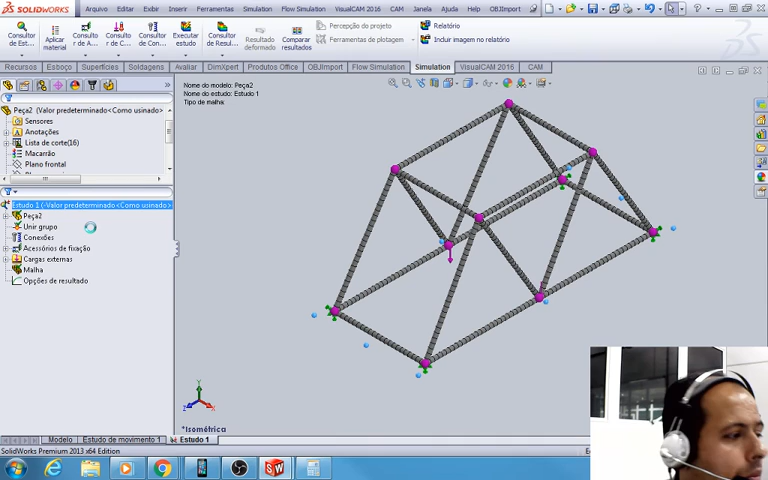 SOLIDWORKS Arquivo Editar Exibir Inserir Ferramentas Simulation Flow Simulation VisualCAM 2016 CAM Janela Ajuda OBJImport
Consultor de Est...
Aplicar material
Consult r de A...
Consult r de C...
Consultor de Con...
Executar estudo
Consultor de Resul...
Resultado deformado
Comparar resultados
Percepção do projeto
Ferramentas de plotagem
Relatório
Incluir imagem no relatório
Recursos Esboço Superfícies Soldagens Avaliar DimXpert Produtos Office OBJImport Flow Simulation Simulation VisualCAM 2016 CAM
Peça2 (Valor predeterminado<Como usinado>
Sensores
Anotações
Lista de corte(16)
Macarrão
Plano frontal
Nome do modelo: Peça2
Nome do estudo: Estudo 1
Tipo de malha:
Estudo 1 (-Valor predeterminado<Como usinado>
Peça2
Unir grupo
Conexões
Acessórios de fixação
Cargas externas
Malha
Opções de resultado
Y
Z
X
*Isométrica
Modelo Estudo de movimento 1 Estudo 1
SolidWorks Premium 2013 x64 Edition